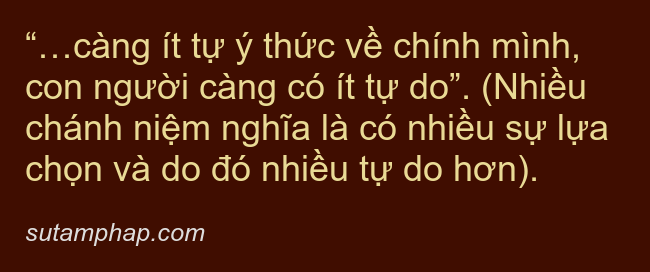 “…càng ít tự ý thức về chính mình,
con người càng có ít tự do”. (Nhiều
chánh niệm nghĩa là có nhiều sự lựa
chọn và do đó nhiều tự do hơn).
sutamphap.com